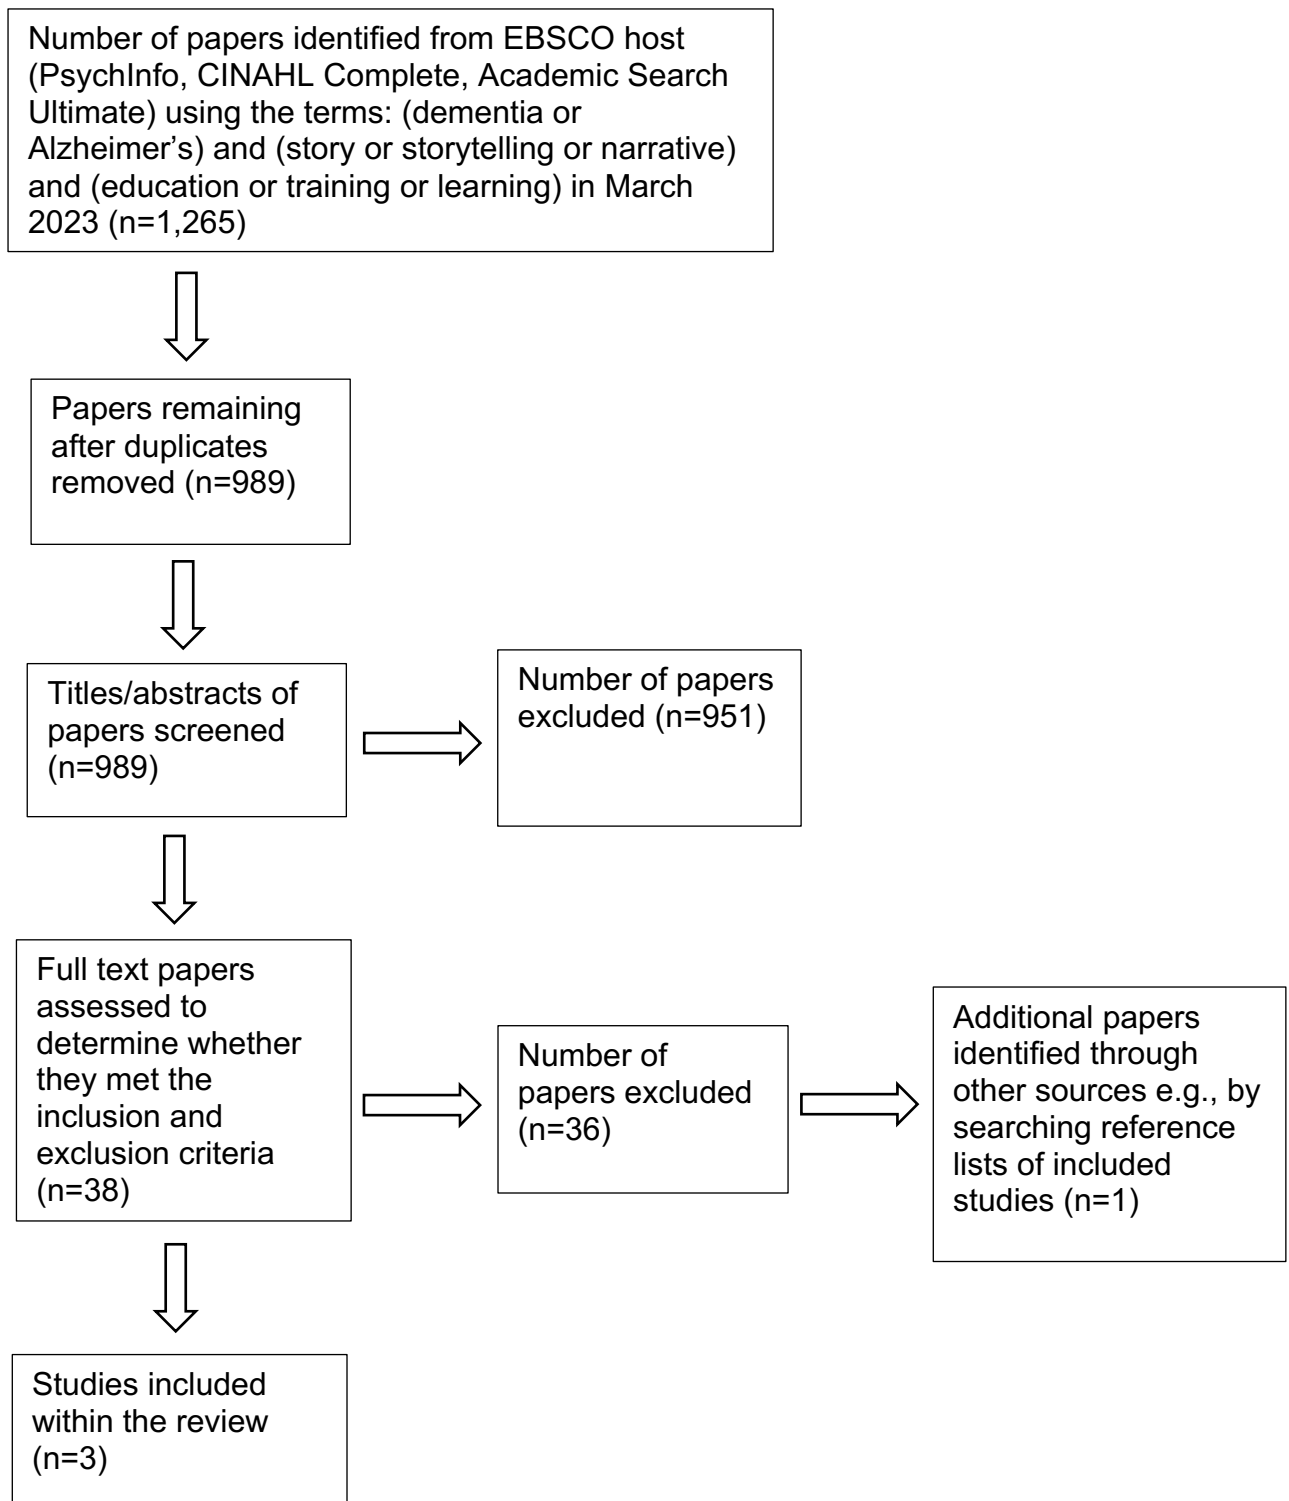 Number of papers identified from EBSCO host
(PsychInfo, CINAHL Complete, Academic Search
Ultimate) using the terms: (dementia or
Alzheimer’s) and (story or storytelling or narrative)
and (education or training or learning) in March
2023 (n=1,265)
Papers remaining
after duplicates
removed (n=989)
Titles/abstracts of
papers screened
(n=989)
Number of papers
excluded (n=951)
Full text papers
assessed to
determine whether
they met the
inclusion and
exclusion criteria
(n=38)
Number of
papers excluded
(n=36)
Additional papers
identified through
other sources e.g., by
searching reference
lists of included
studies (n=1)
Studies included
within the review
(n=3)